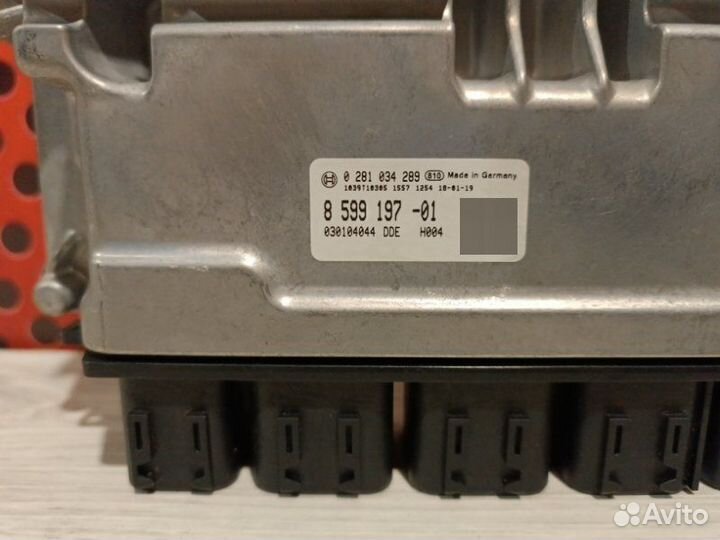 0 281 034 289 810 Made in Germany
1039T10305 1557 1254 18-01-19
8 599 197 -01
030104044 DDE H004
Avito